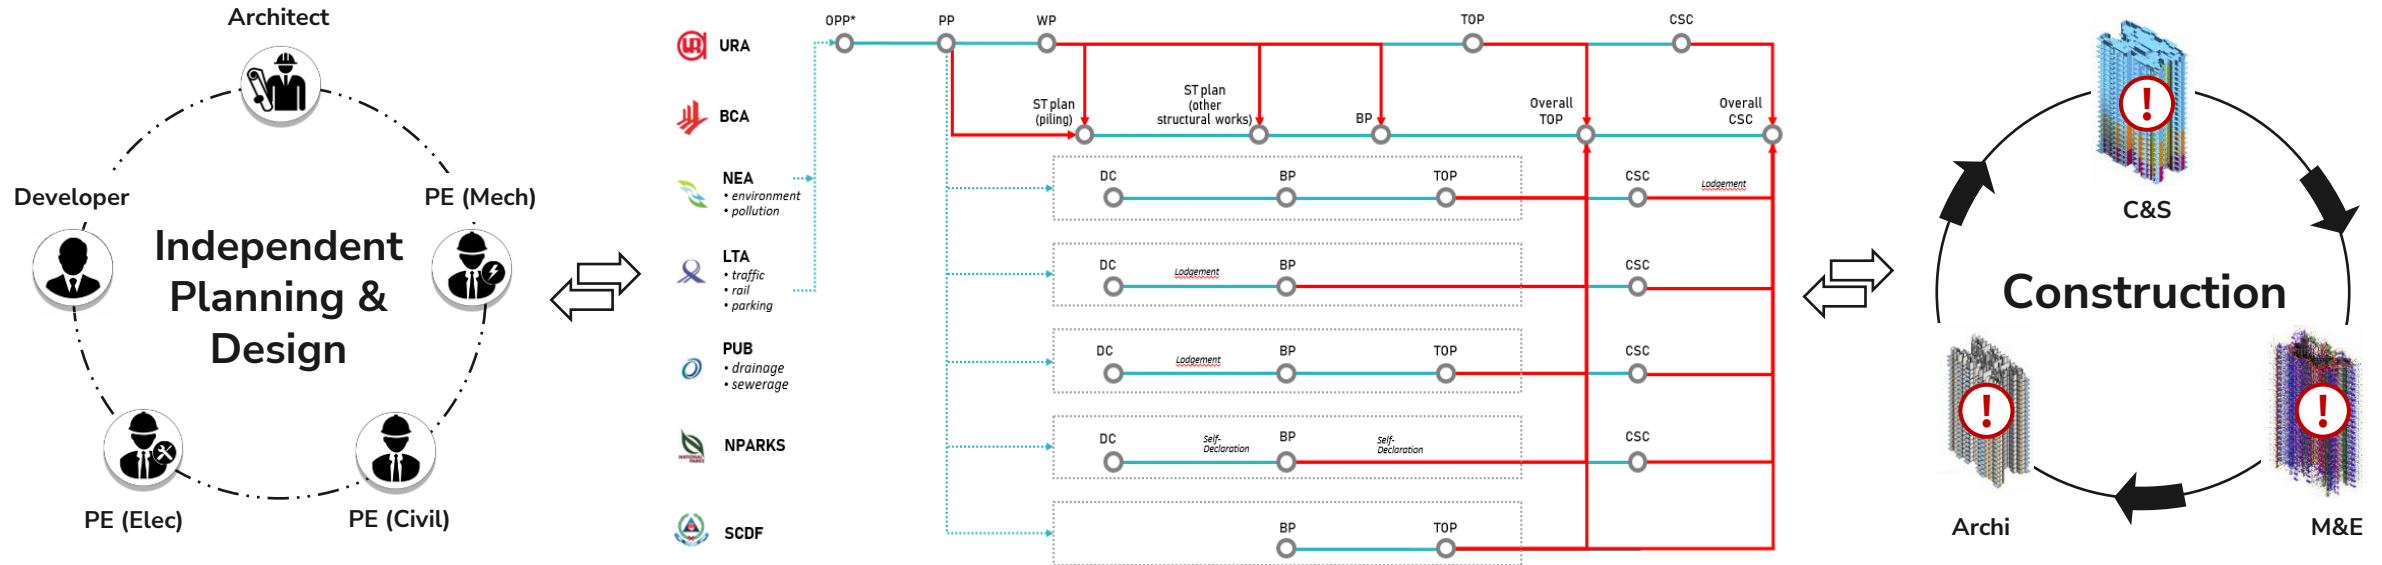 Architect
Developer
PE (Mech)
Independent
Planning &
Design
PE (Elec)
PE (Civil)
OPP*
PP
WP
TOP
CSC
URA
BCA
ST plan
(piling)
ST plan
(other
structural works)
BP
Overall
TOP
Overall
CSC
NEA
• environment
• pollution
DC
BP
TOP
CSC
Lodgement
LTA
• traffic
• rail
• parking
DC
Lodgement
BP
CSC
PUB
• drainage
• sewerage
DC
Lodgement
BP
TOP
CSC
NPARKS
DC
Self-
Declaration
BP
Self-
Declaration
CSC
SCDF
BP
TOP
!
C&S
Construction
!
Archi
!
M&E